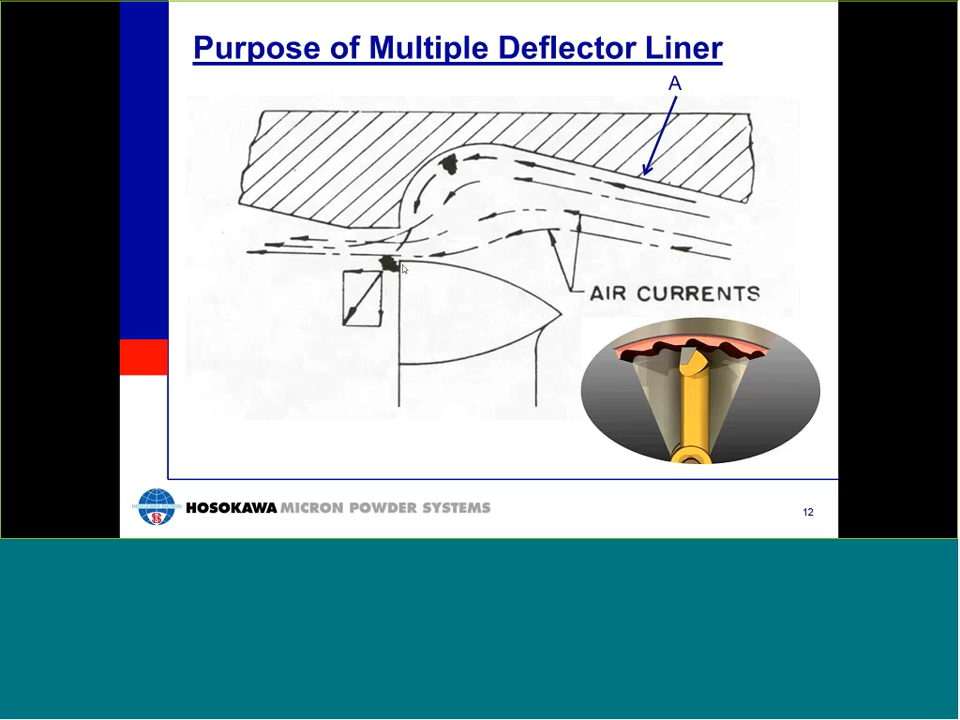 Purpose of Multiple Deflector Liner
A
AIR CURRENTS
HOSOKAWA MICRON POWDER SYSTEMS
12